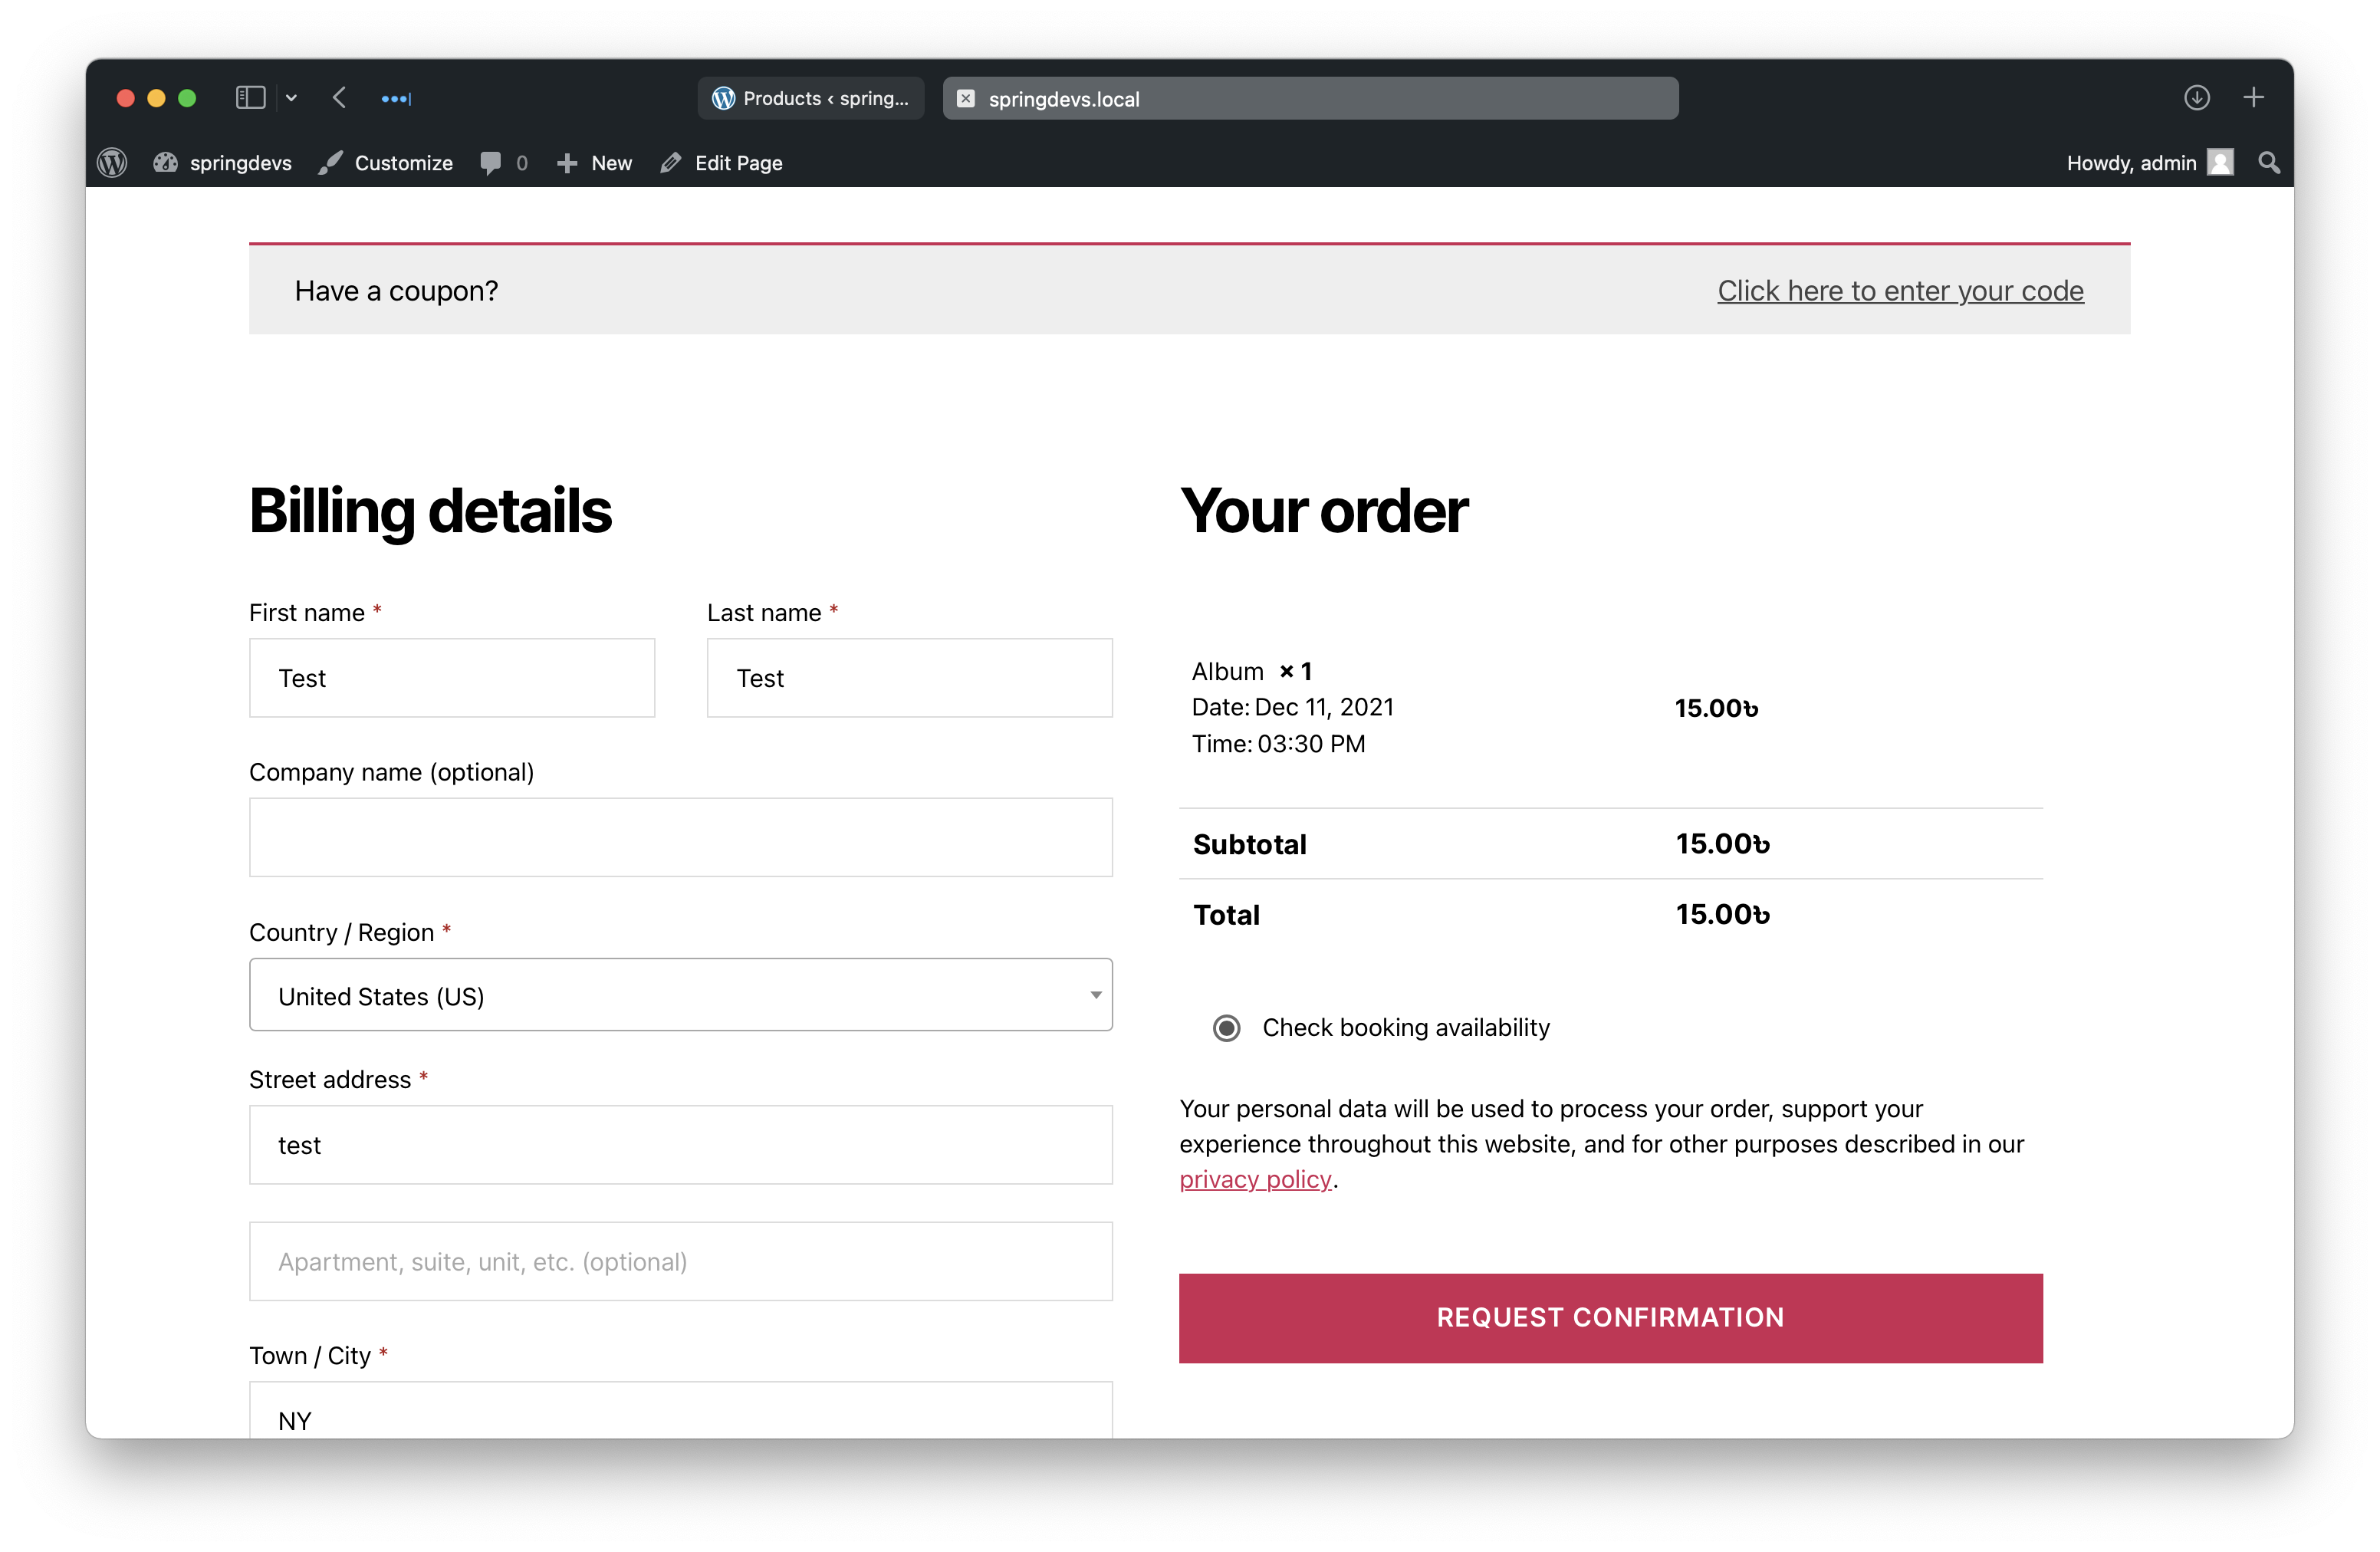 Products ‹ spring...
springdevs.local
springdevs
Customize
0
New
Edit Page
Howdy, admin
Have a coupon?
Click here to enter your code
Billing details
First name *
Last name *
Test
Test
Company name (optional)
Country / Region *
United States (US)
Street address *
test
Apartment, suite, unit, etc. (optional)
Town / City *
NY
Your order
Album × 1
Date: Dec 11, 2021
Time: 03:30 PM
15.00৳
Subtotal 15.00৳
Total 15.00৳
Check booking availability
Your personal data will be used to process your order, support your
experience throughout this website, and for other purposes described in our
privacy policy.
REQUEST CONFIRMATION